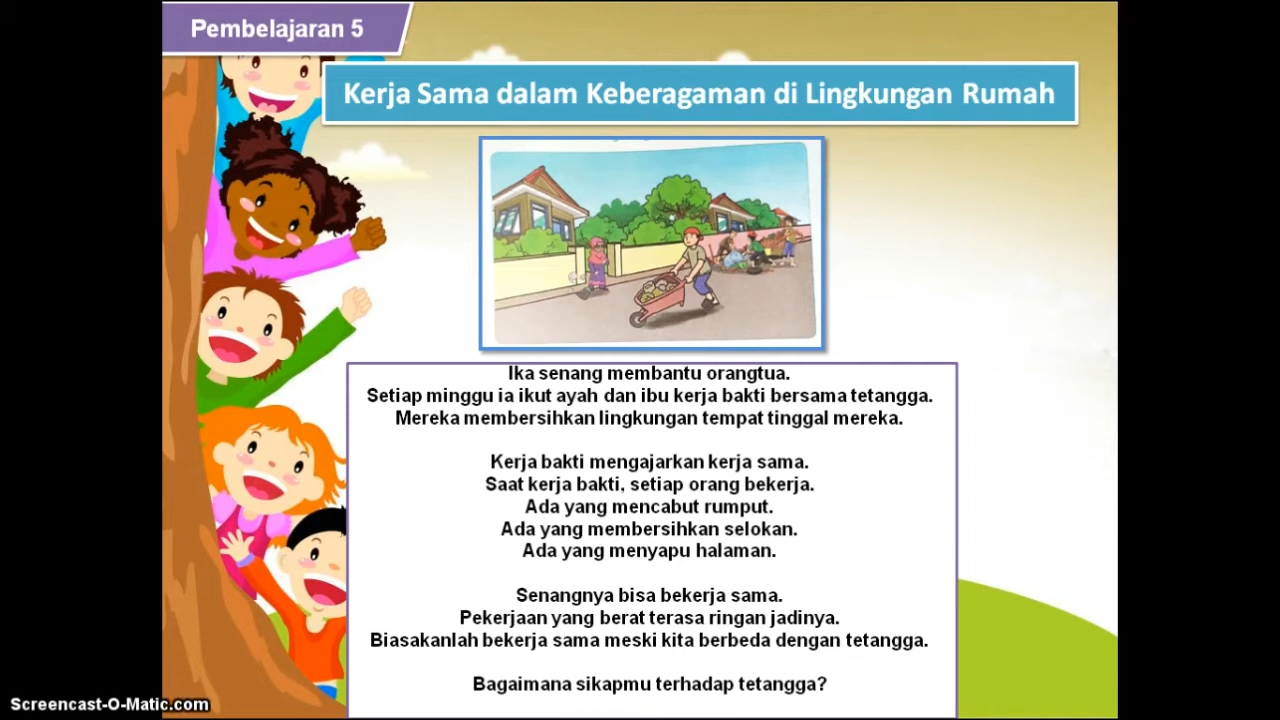 Pembelajaran 5
Kerja Sama dalam Keberagaman di Lingkungan Rumah
Ika senang membantu orangtua.
Setiap minggu ia ikut ayah dan ibu kerja bakti bersama tetangga.
Mereka membersihkan lingkungan tempat tinggal mereka.
Kerja bakti mengajarkan kerja sama.
Saat kerja bakti, setiap orang bekerja.
Ada yang mencabut rumput.
Ada yang membersihkan selokan.
Ada yang menyapu halaman.
Senangnya bisa bekerja sama.
Pekerjaan yang berat terasa ringan jadinya.
Biasakanlah bekerja sama meski kita berbeda dengan tetangga.
Bagaimana sikapmu terhadap tetangga?
Screencast-O-Matic.com